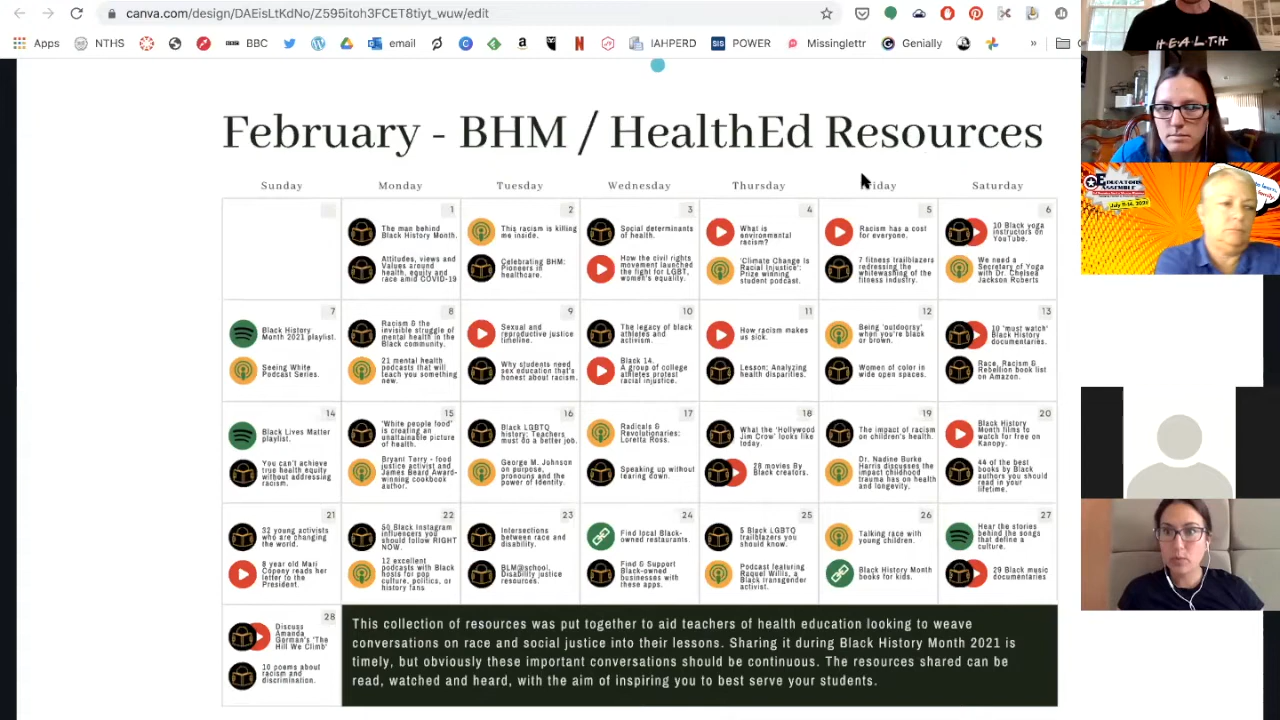 canva.com/design/DAEisLtKdNo/Z595itoh3FCET8tiyt_wuw/edit
Apps NTHS BBC email IAHPERD SIS POWER Missinglettr Genially »
H·E·A·L·T·H
EDUCATORS
ASSEMBLE
July 9-14, 2021
February - BHM / HealthEd Resources
Sunday Monday Tuesday Wednesday Thursday Friday Saturday
1
The man behind
Black History Month.
Attitudes, views and
Values around
health, equity and
race amid COVID-19
2
This racism is killing
me inside.
Celebrating BHM:
Pioneers in
healthcare.
3
Social determinants
of health.
How the civil rights
movement launched
the fight for LGBT,
women's equality.
4
What is
environmental
racism?
'Climate Change Is
Racial Injustice':
Prize winning
student podcast.
5
Racism has a cost
for everyone.
7 fitness trailblazers
redressing the
whitewashing of the
fitness industry.
6
10 Black yoga
instructors on
YouTube.
We need a
Secretary of Yoga
with Dr. Chelsea
Jackson Roberts
7
Black History
Month 2021 playlist.
Seeing White
Podcast Series.
8
Racism & the
invisible struggle of
mental health in the
Black community.
21 mental health
podcasts that will
teach you something
new.
9
Sexual and
reproductive justice
timeline.
Why students need
sex education that's
honest about racism.
10
The legacy of black
athletes and
activism.
Black 14.
A group of college
athletes protest
racial injustice.
11
How racism makes
us sick.
Lesson: Analyzing
health disparities.
12
Being 'outdoorsy'
when you're black
or brown.
Women of color in
wide open spaces.
13
10 'must watch'
Black History
documentaries.
Race, Racism &
Rebellion book list
on Amazon.
14
Black Lives Matter
playlist.
You can't achieve
true health equity
without addressing
racism.
15
'White people food'
is creating an
unattainable picture
of health.
Bryant Terry - food
justice activist and
James Beard Award-
winning cookbook
author.
16
Black LGBTQ
history: Teachers
must do a better job.
George M. Johnson
on purpose,
pronouns and the
power of identity.
17
Radicals &
Revolutionaries:
Loretta Ross.
Speaking up without
tearing down.
18
What the 'Hollywood
Jim Crow' looks like
today.
28 movies By
Black creators.
19
The impact of racism
on children's health.
Dr. Nadine Burke
Harris discusses the
impact childhood
trauma has on health
and longevity.
20
Black History
Month films to
watch for free on
Kanopy.
44 of the best
books by Black
authors you should
read in your
lifetime.
21
32 young activists
who are changing
the world.
9 year old Mari
Copeny reads her
letter to the
President.
22
50 Black Instagram
influencers you
should follow RIGHT
NOW.
12 excellent
podcasts with Black
hosts for pop
culture, politics, or
history fans
23
Intersections
between race and
disability.
BLM@school,
Disability justice
resources.
24
Find local Black-
owned restaurants.
Find & Support
Black-owned
businesses with
these apps.
25
5 Black LGBTQ
trailblazers you
should know.
Podcast featuring
Raquel Willis, a
Black transgender
activist.
26
Talking race with
young children.
Black History Month
books for kids.
27
Hear the stories
behind the songs
that define a
culture.
29 Black music
documentaries
28
Discuss
Amanda
Gorman's 'The
Hill We Climb'
10 poems about
racism and
discrimination.
This collection of resources was put together to aid teachers of health education looking to weave
conversations on race and social justice into their lessons. Sharing it during Black History Month 2021 is
timely, but obviously these important conversations should be continuous. The resources shared can be
read, watched and heard, with the aim of inspiring you to best serve your students.